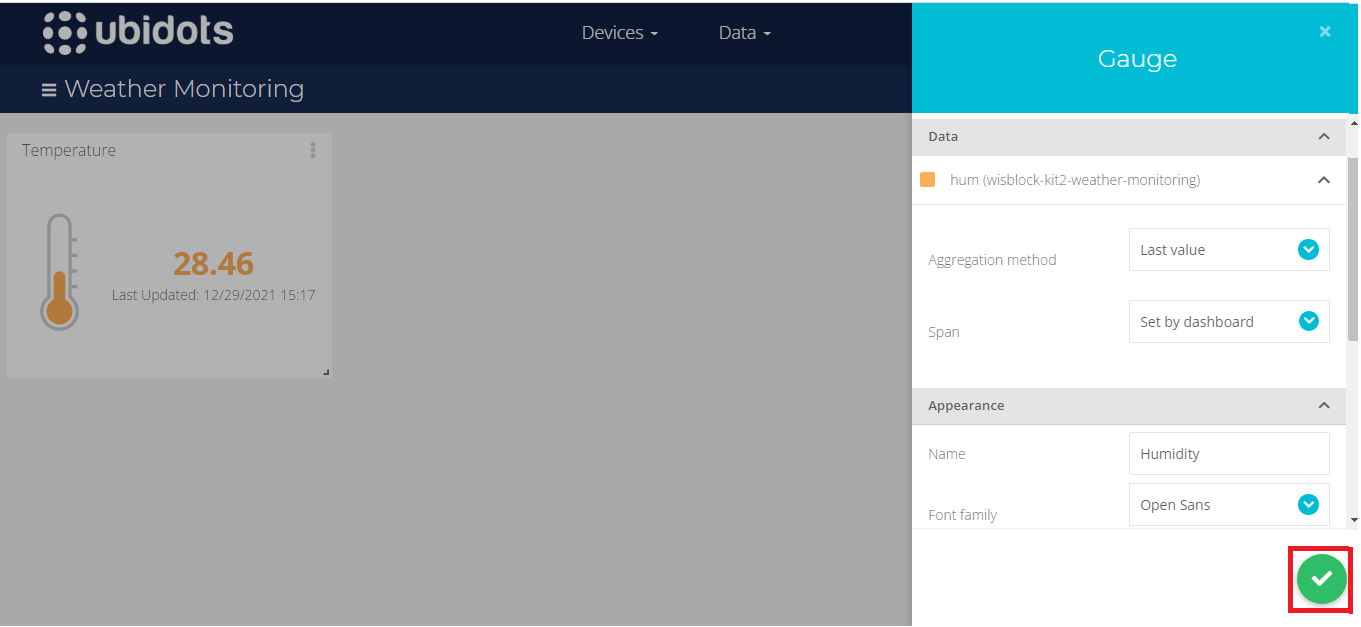 ubidots
Devices
Data
Weather Monitoring
Temperature
28.46
Last Updated: 12/29/2021 15:17
Gauge
Data
hum (wisblock-kit2-weather-monitoring)
Aggregation method
Last value
Span
Set by dashboard
Appearance
Name
Humidity
Font family
Open Sans